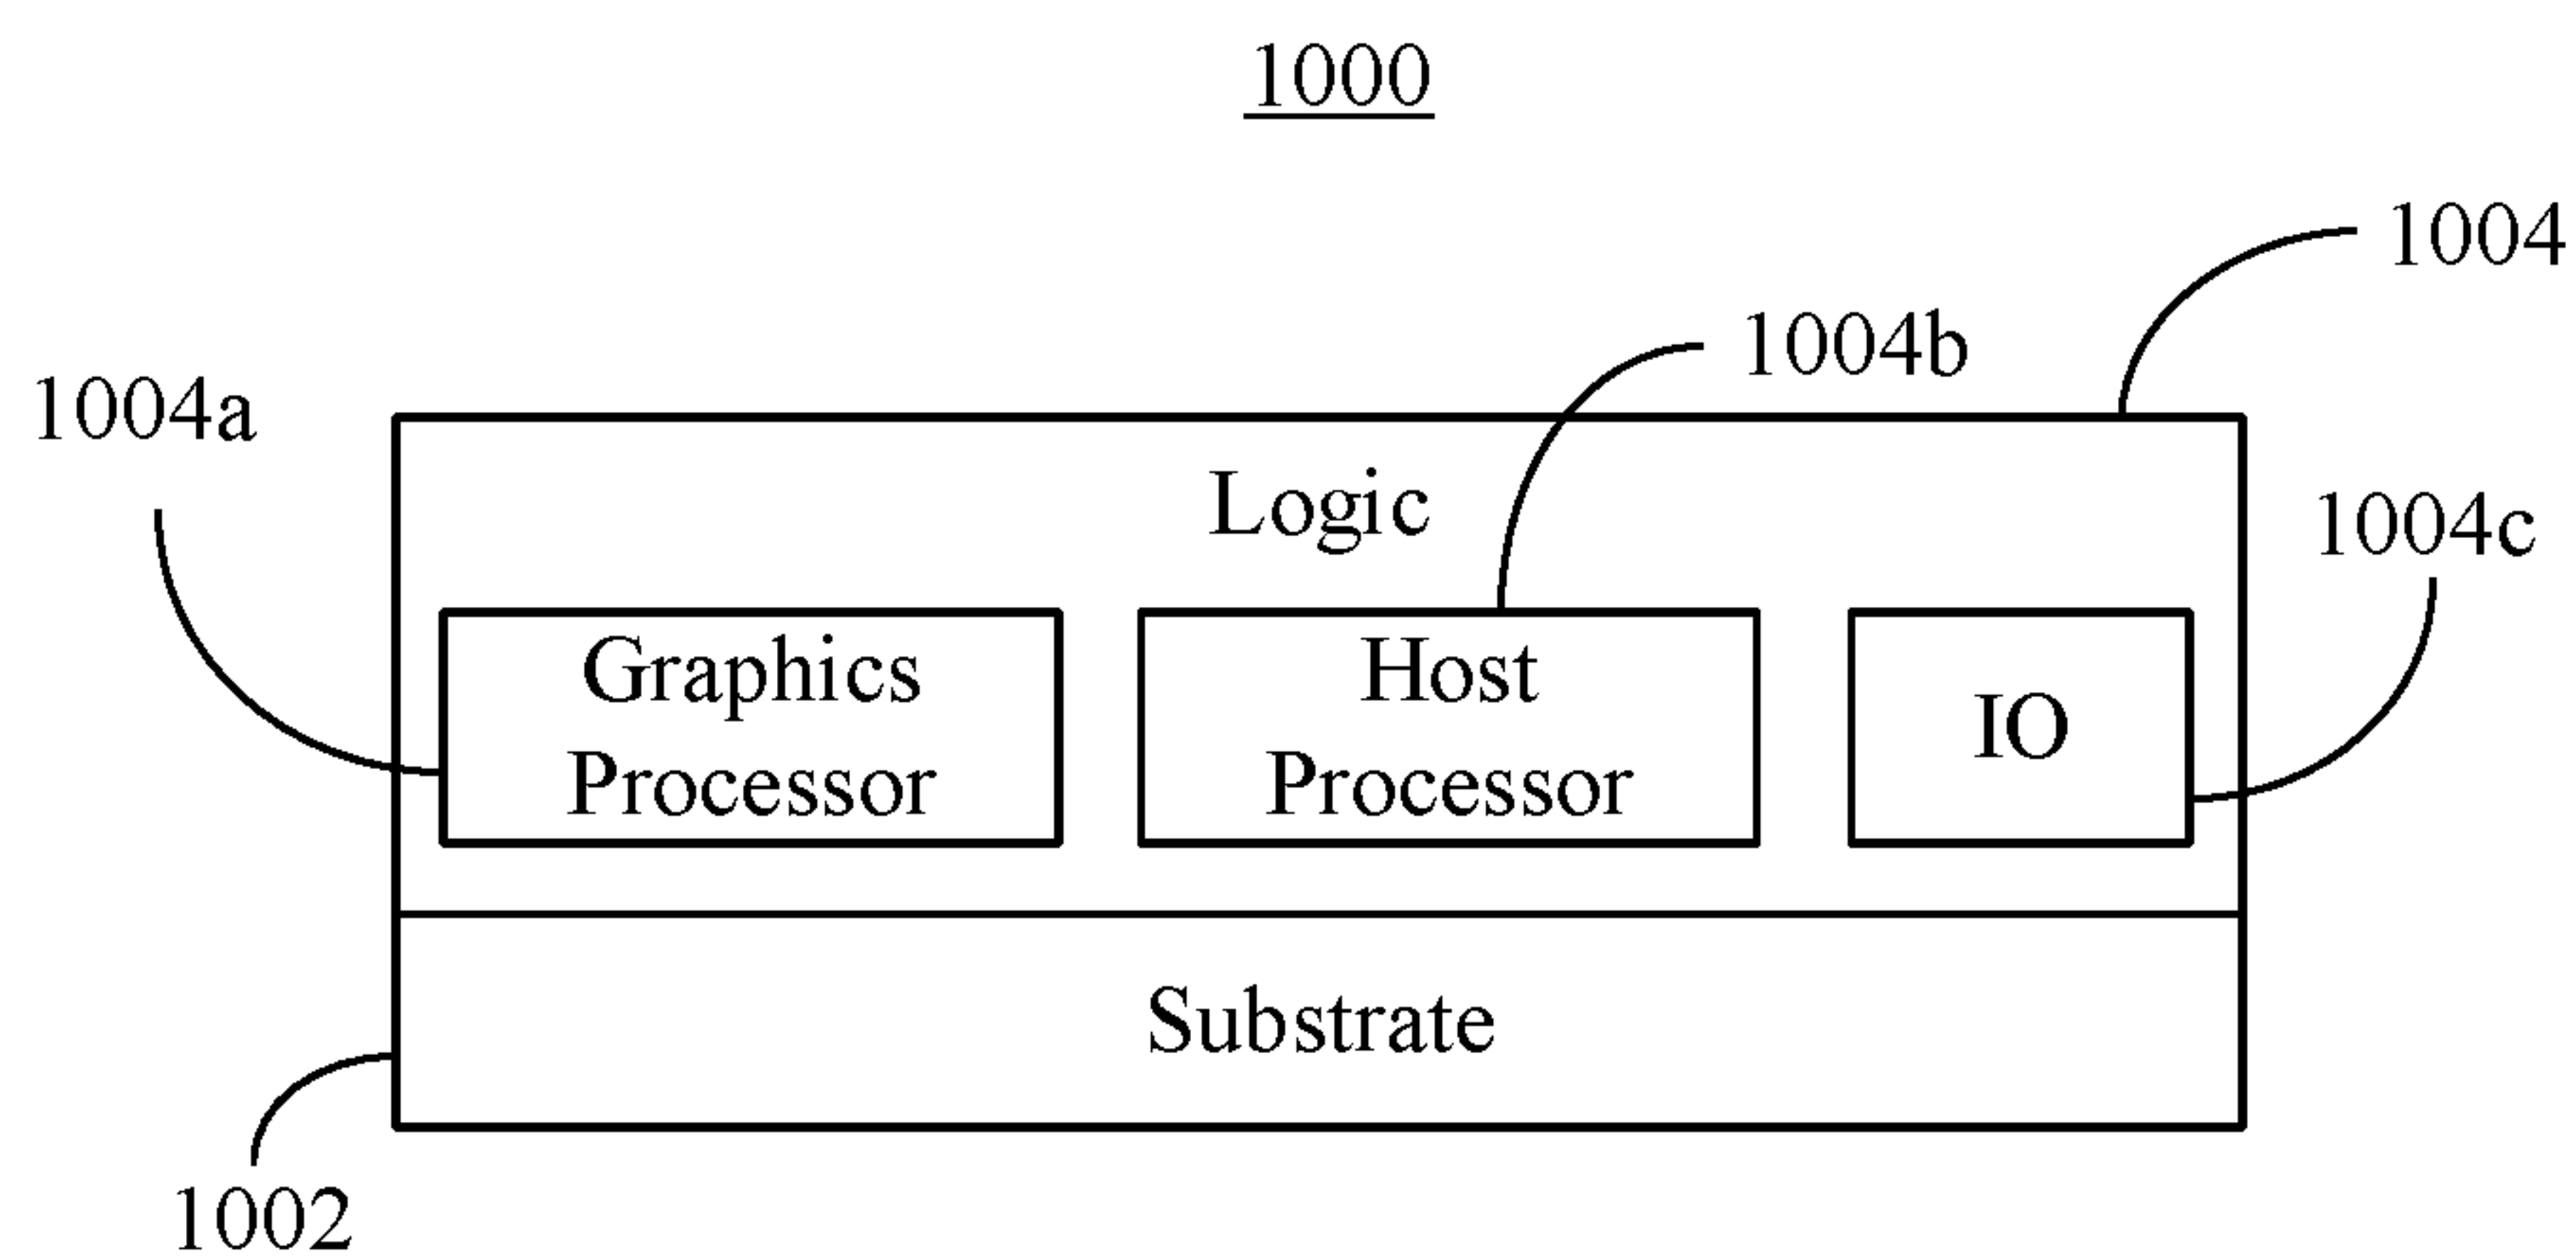 1000
1004
1004b
1004a
Logic
1004c
Graphics
Processor
Host
Processor
IO
Substrate
1002